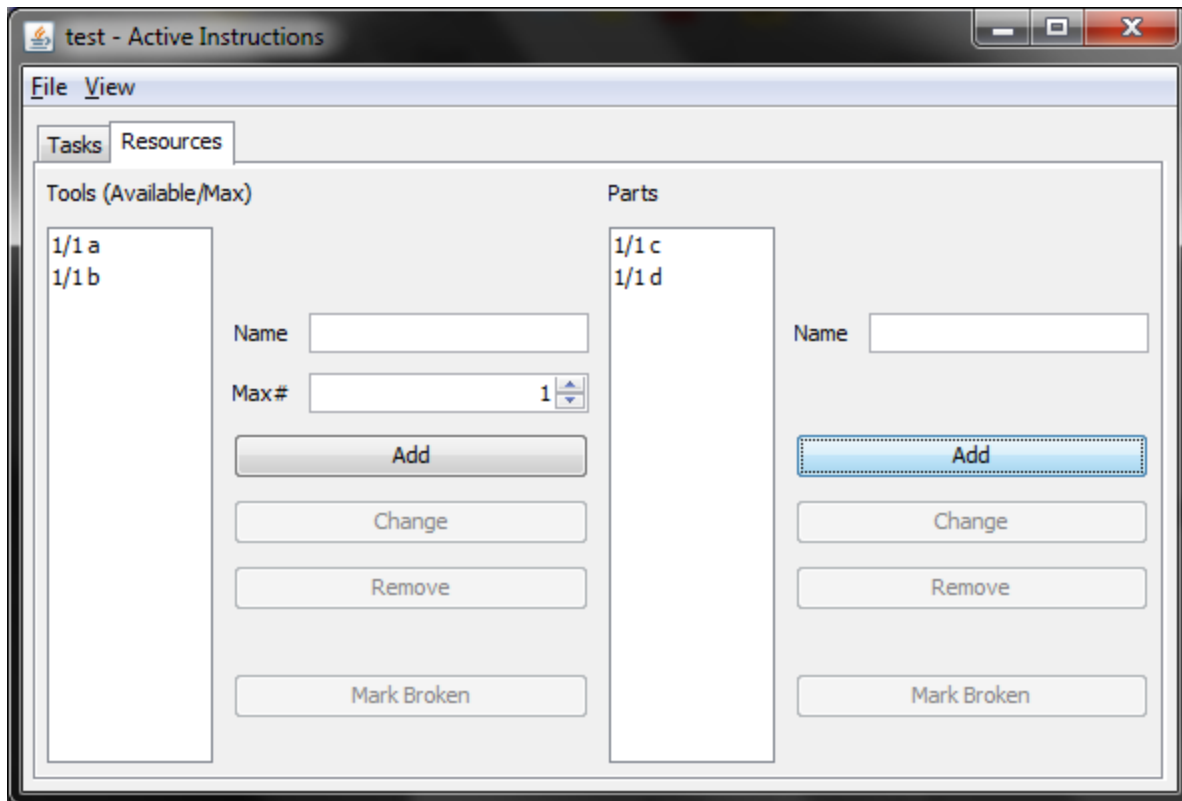 test - Active Instructions
File View
Tasks Resources
Tools (Available/Max)
1/1 a
1/1 b
Name
Max# 1
Add
Change
Remove
Mark Broken
Parts
1/1 c
1/1 d
Name
Add
Change
Remove
Mark Broken